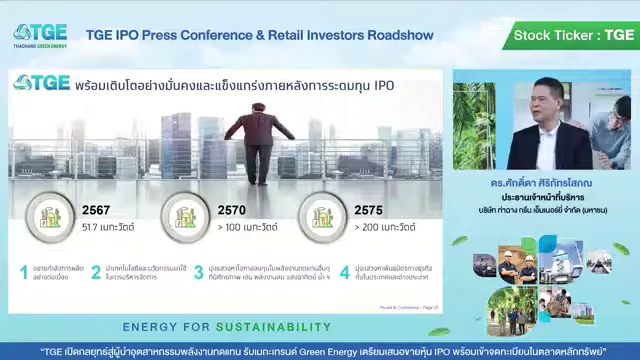 TGE
THACHANG GREEN ENERGY
TGE IPO Press Conference & Retail Investors Roadshow
Stock Ticker : TGE
TGE พร้อมเติบโตอย่างมั่นคงและแข็งแกร่งภายหลังการระดมทุน IPO
2567
51.7 เมกะวัตต์
2570
> 100 เมกะวัตต์
2575
> 200 เมกะวัตต์
1 ขยายกำลังการผลิต
อย่างต่อเนื่อง
2 นำเทคโนโลยีและนวัตกรรมมาใช้
ในการบริหารจัดการ
3 มุ่งแสวงหาโอกาสลงทุนในพลังงานทดแทนอื่นๆ
ที่มีศักยภาพ เช่น พลังงานลม แสงอาทิตย์ น้ำ ฯ
4 มุ่งแสวงหาพันธมิตรทางธุรกิจ
ทั้งในประเทศและต่างประเทศ
Private & Confidential - Page
ดร.ศักดิ์ดา ศิริภัทรโสภณ
ประธานเจ้าหน้าที่บริหาร
บริษัท ท่าฉาง กรีน เอ็นเนอร์ยี่ จำกัด (มหาชน)
ENERGY FOR SUSTAINABILITY
“TGE เปิดกลยุทธ์สู่ผู้นำอุตสาหกรรมพลังงานทดแทน รับเมกะเทรนด์ Green Energy เตรียมเสนอขายหุ้น IPO พร้อมเข้าจดทะเบียนในตลาดหลักทรัพย์”